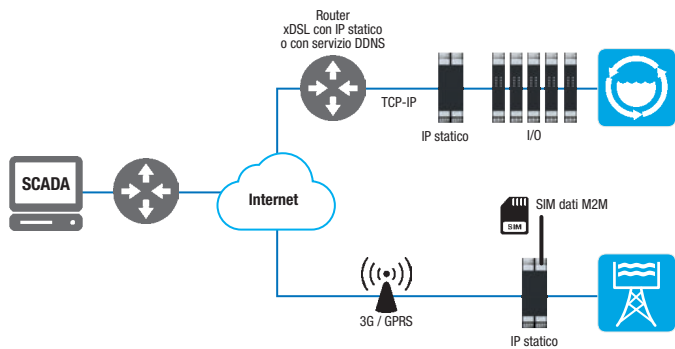 Router
xDSL con IP statico
o con servizio DDNS
TCP-IP
IP statico
I/O
SCADA
Internet
SIM dati M2M
SIM
3G / GPRS
IP statico